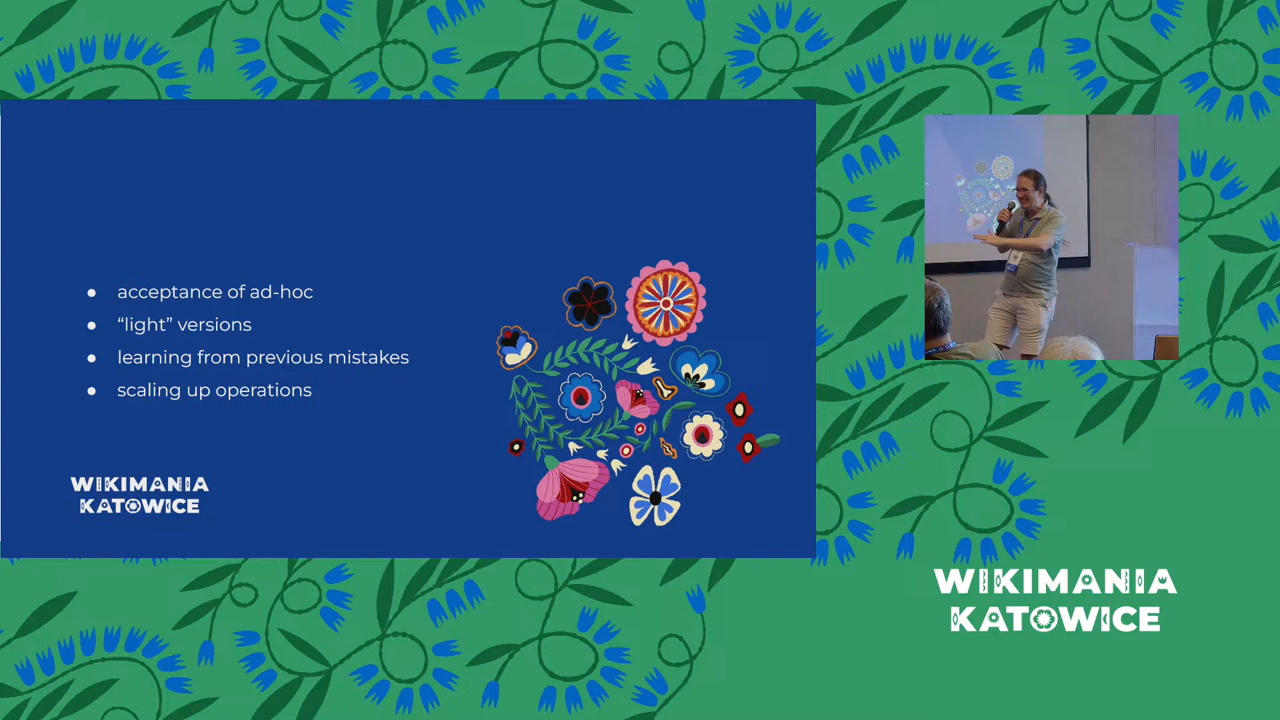 acceptance of ad-hoc
“light” versions
learning from previous mistakes
scaling up operations
WIKIMANIA
KATOWICE
WIKIMANIA
KATOWICE